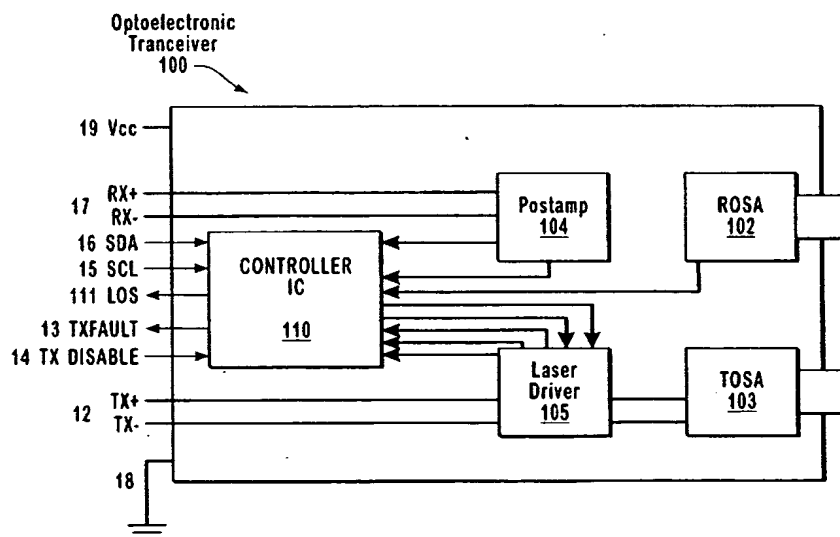 Optoelectronic
Tranceiver
100
19 Vcc
17 RX+
RX-
16 SDA
15 SCL
111 LOS
13 TXFAULT
14 TX DISABLE
12 TX+
TX-
18
CONTROLLER
IC
110
Postamp
104
ROSA
102
Laser
Driver
105
TOSA
103